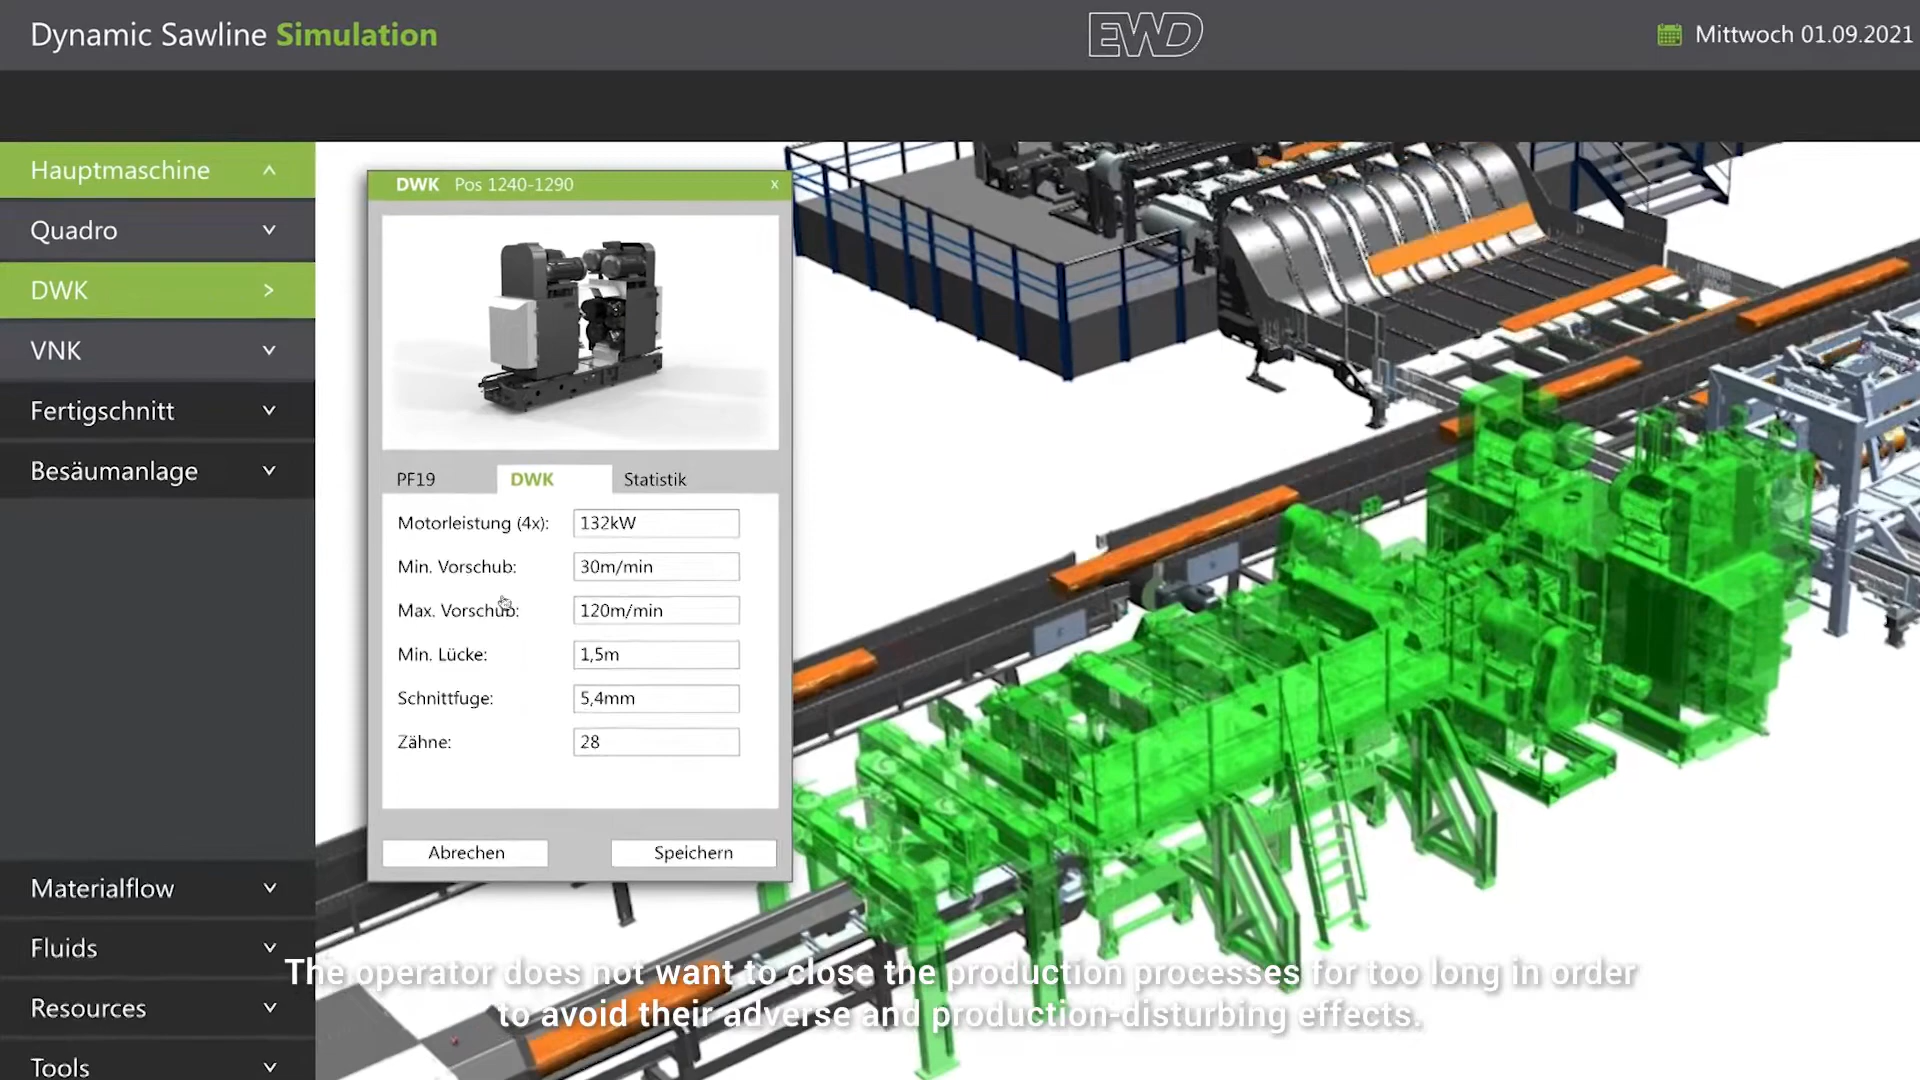 Dynamic Sawline Simulation
EWD
Mittwoch 01.09.2021
Hauptmaschine
Quadro
DWK
VNK
Fertigschnitt
Besäumanlage
Materialflow
Fluids
Resources
Tools
DWK Pos 1240-1290 x
PF19 DWK Statistik
Motorleistung (4x): 132kW
Min. Vorschub: 30m/min
Max. Vorschub: 120m/min
Min. Lücke: 1,5m
Schnittfuge: 5,4mm
Zähne: 28
Abrechen Speichern
The operator does not want to close the production processes for too long in order
to avoid their adverse and production-disturbing effects.